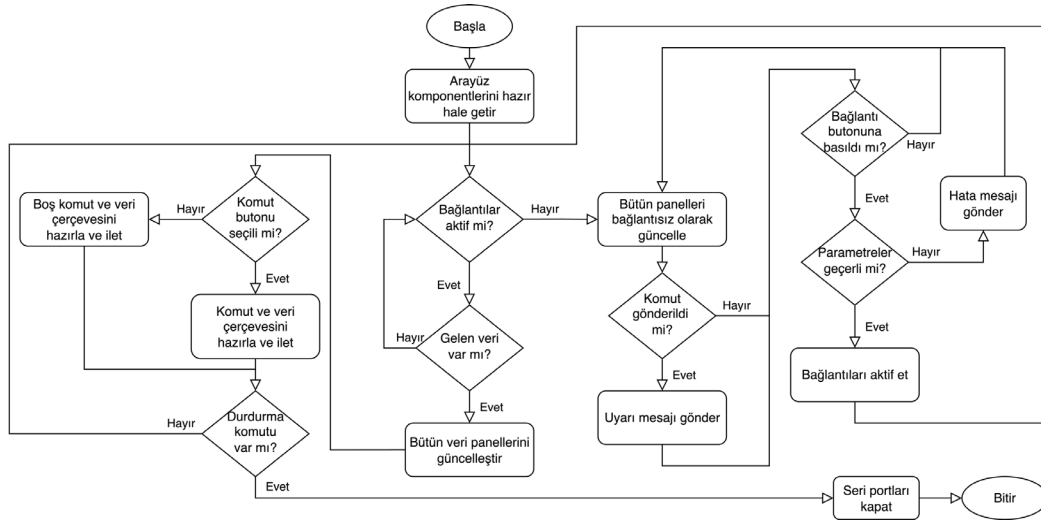 Başla
Arayüz
komponentlerini hazır
hale getir
Bağlantı
butonuna
basıldı mı?
Hayır
Evet
Boş komut ve veri
çerçevesini
hazırla ve ilet
Hayır
Komut
butonu
seçili mi?
Evet
Bağlantılar
aktif mi?
Hayır
Evet
Bütün panelleri
bağlantısız olarak
güncelle
Hata mesajı
gönder
Parametreler
geçerli mi?
Hayır
Evet
Komut ve veri
çerçevesini
hazırla ve ilet
Hayır
Gelen veri
var mı?
Evet
Komut
gönderildi
mi?
Hayır
Evet
Bağlantıları aktif et
Hayır
Durdurma
komutu
var mı?
Evet
Bütün veri panellerini
güncelleştir
Uyarı mesajı gönder
Seri portları
kapat
Bitir